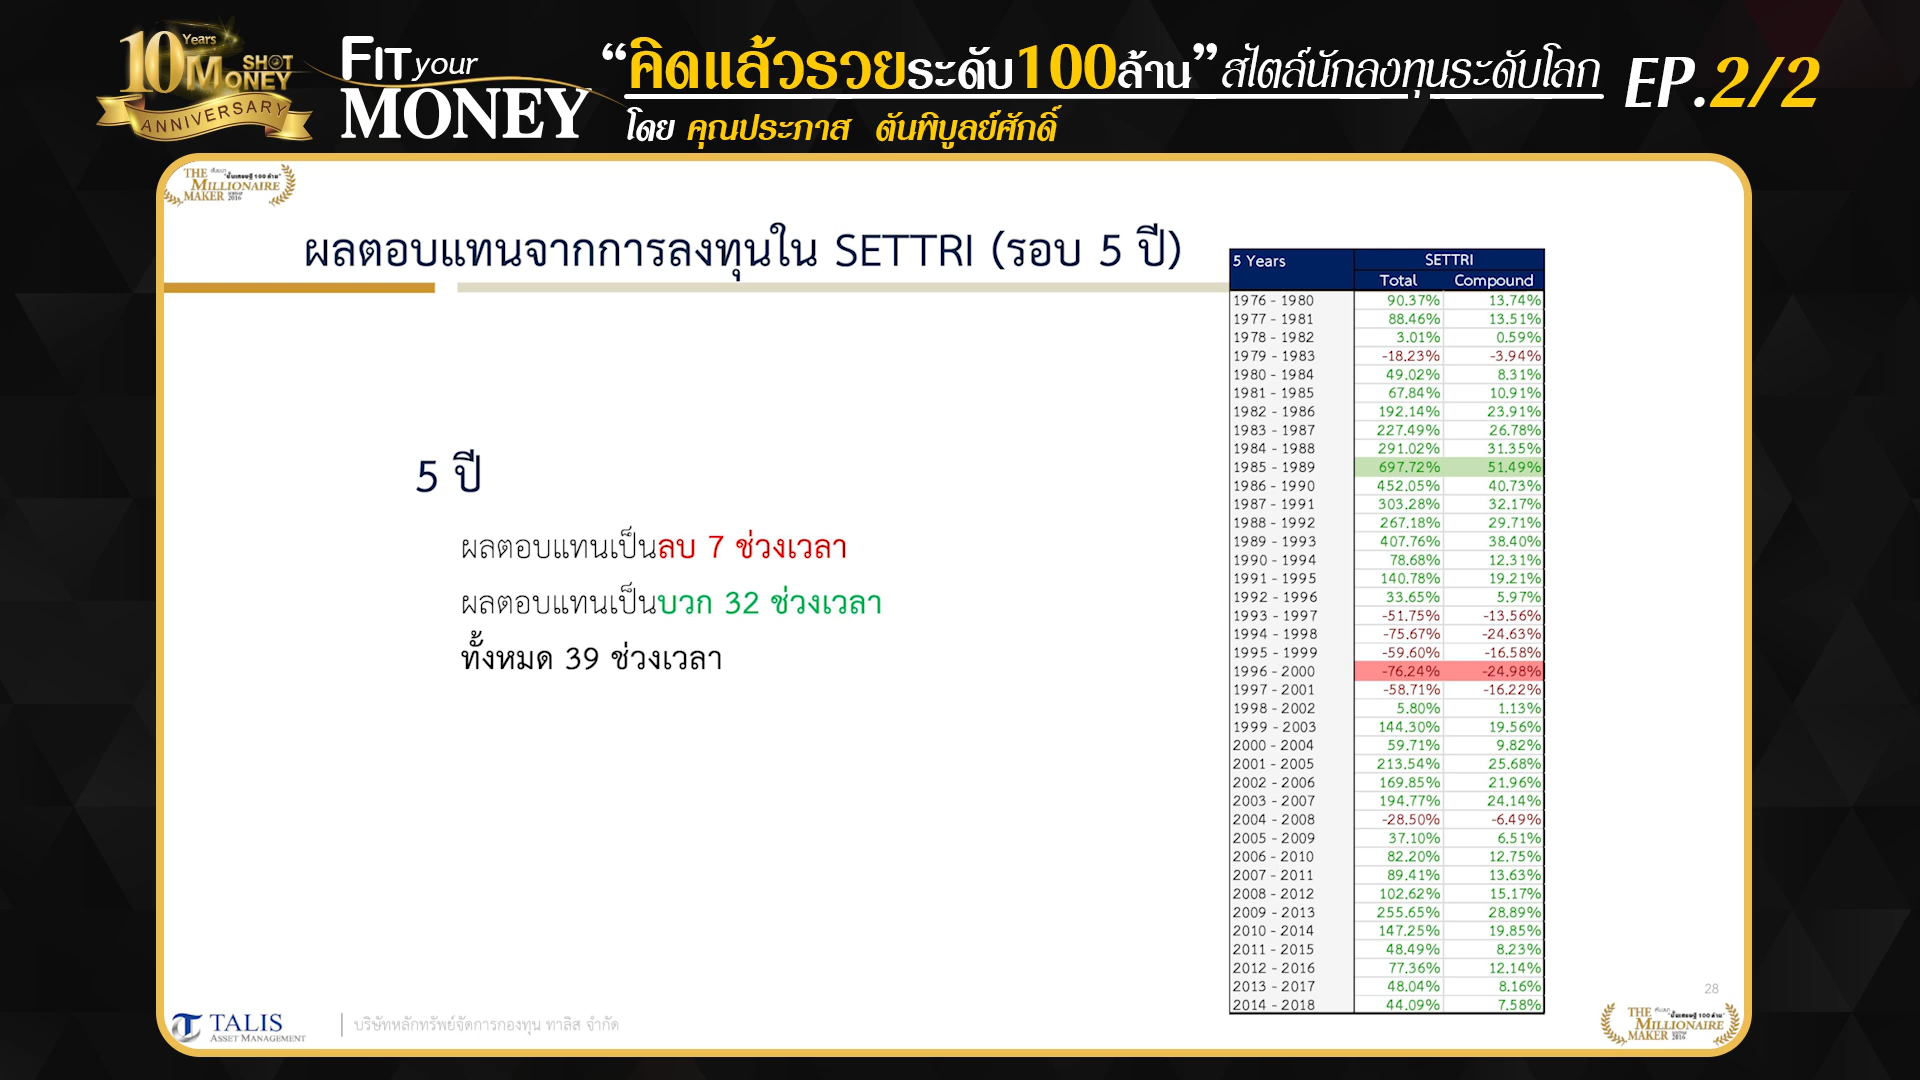 10 Years
SHOT
MONEY
ANNIVERSARY
FIT your
MONEY
“คิดแล้วรวยระดับ100ล้าน” สไตล์นักลงทุนระดับโลก EP.2/2
โดย คุณประภาส ตันพิบูลย์ศักดิ์
THE
MILLIONAIRE
MAKER
2016
ผลตอบแทนจากการลงทุนใน SETTRI (รอบ 5 ปี)
5 ปี
ผลตอบแทนเป็นลบ 7 ช่วงเวลา
ผลตอบแทนเป็นบวก 32 ช่วงเวลา
ทั้งหมด 39 ช่วงเวลา
5 Years SETTRI
Total Compound
1976 - 1980 90.37% 13.74%
1977 - 1981 88.46% 13.51%
1978 - 1982 3.01% 0.59%
1979 - 1983 -18.23% -3.94%
1980 - 1984 49.02% 8.31%
1981 - 1985 67.84% 10.91%
1982 - 1986 192.14% 23.91%
1983 - 1987 227.49% 26.78%
1984 - 1988 291.02% 31.35%
1985 - 1989 697.72% 51.49%
1986 - 1990 452.05% 40.73%
1987 - 1991 303.28% 32.17%
1988 - 1992 267.18% 29.71%
1989 - 1993 407.76% 38.40%
1990 - 1994 78.68% 12.31%
1991 - 1995 140.78% 19.21%
1992 - 1996 33.65% 5.97%
1993 - 1997 -51.75% -13.56%
1994 - 1998 -75.67% -24.63%
1995 - 1999 -59.60% -16.58%
1996 - 2000 -76.24% -24.98%
1997 - 2001 -58.71% -16.22%
1998 - 2002 5.80% 1.13%
1999 - 2003 144.30% 19.56%
2000 - 2004 59.71% 9.82%
2001 - 2005 213.54% 25.68%
2002 - 2006 169.85% 21.96%
2003 - 2007 194.77% 24.14%
2004 - 2008 -28.50% -6.49%
2005 - 2009 37.10% 6.51%
2006 - 2010 82.20% 12.75%
2007 - 2011 89.41% 13.63%
2008 - 2012 102.62% 15.17%
2009 - 2013 255.65% 28.89%
2010 - 2014 147.25% 19.85%
2011 - 2015 48.49% 8.23%
2012 - 2016 77.36% 12.14%
2013 - 2017 48.04% 8.16%
2014 - 2018 44.09% 7.58%
28
TALIS
ASSET MANAGEMENT
บริษัทหลักทรัพย์จัดการกองทุน ทาลิส จำกัด
THE
MILLIONAIRE
MAKER
2016